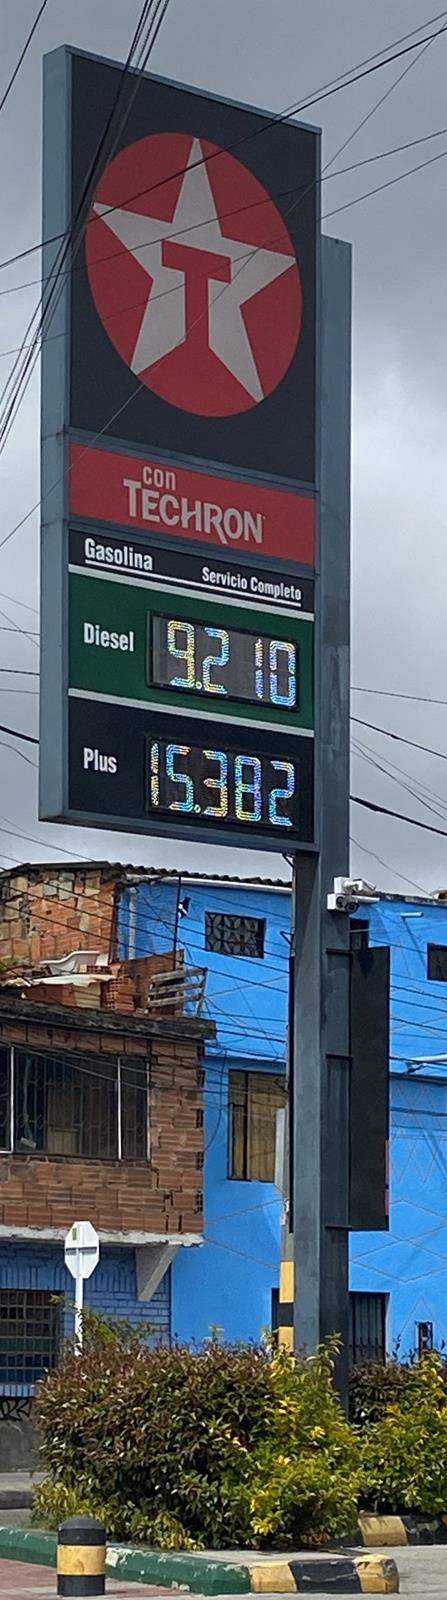 T
con
TECHRON
Gasolina
Servicio Completo
Diesel
9.210
Plus
15.382